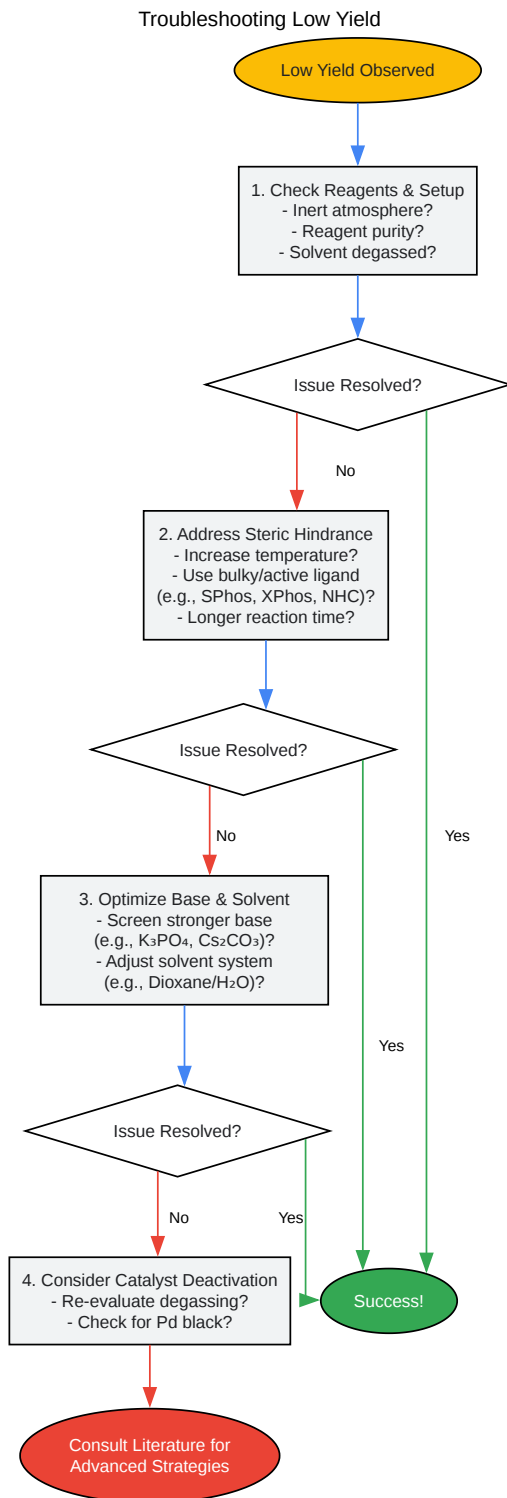 Troubleshooting Low Yield
Low Yield Observed
1. Check Reagents & Setup
- Inert atmosphere?
- Reagent purity?
- Solvent degassed?
Issue Resolved?
No
2. Address Steric Hindrance
- Increase temperature?
- Use bulky/active ligand
(e.g., SPhos, XPhos, NHC)?
- Longer reaction time?
Issue Resolved?
No
Yes
3. Optimize Base & Solvent
- Screen stronger base
(e.g., K₃PO₄, Cs₂CO₃)?
- Adjust solvent system
(e.g., Dioxane/H₂O)?
Yes
Issue Resolved?
No
Yes
4. Consider Catalyst Deactivation
- Re-evaluate degassing?
- Check for Pd black?
Success!
Consult Literature for
Advanced Strategies